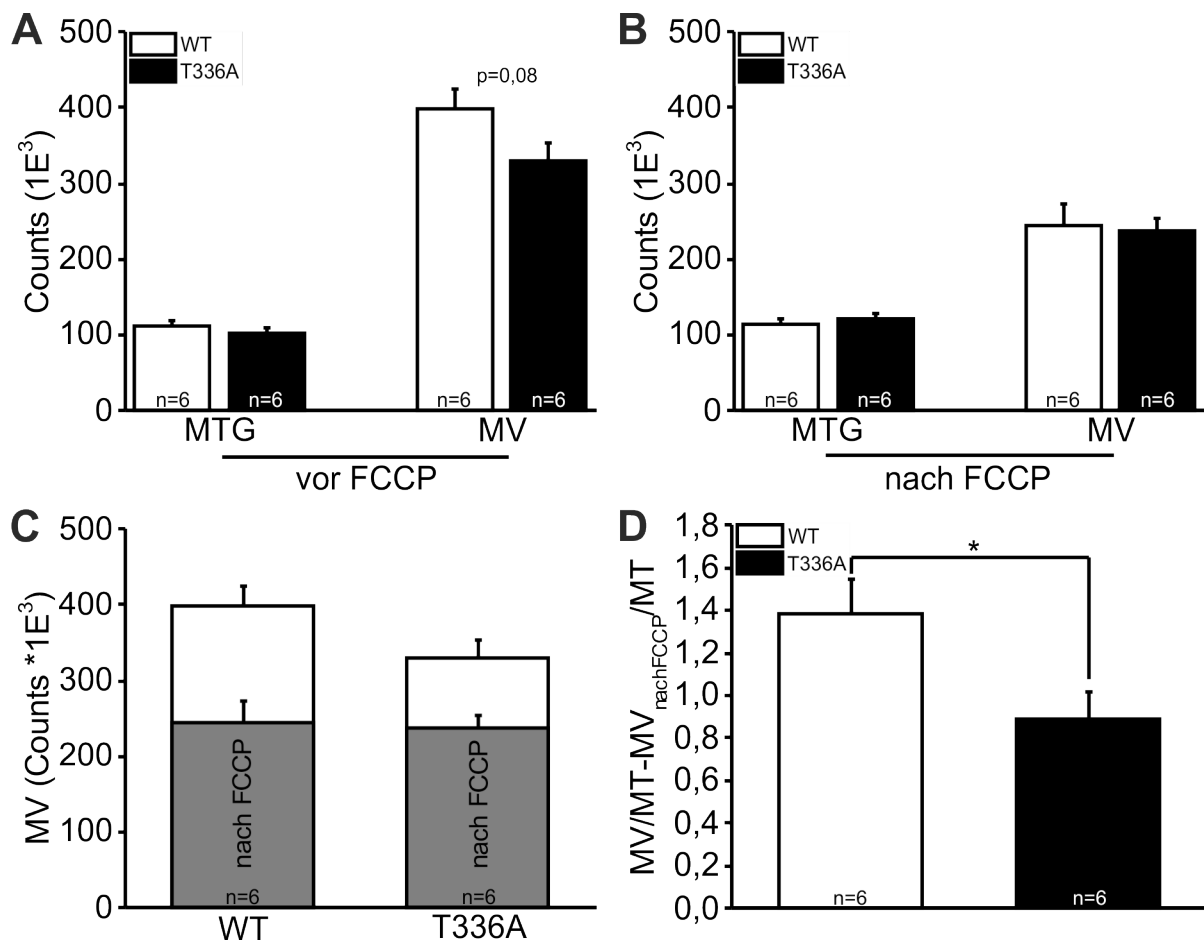 A
Counts (1E³)
500
400
300
200
100
0
WT
T336A
p=0,08
n=6
n=6
n=6
n=6
MTG
MV
vor FCCP
B
Counts (1E³)
500
400
300
200
100
0
WT
T336A
n=6
n=6
n=6
n=6
MTG
MV
nach FCCP
C
MV (Counts *1E³)
500
400
300
200
100
0
nach FCCP
nach FCCP
n=6
n=6
WT
T336A
D
MV/MT-MVnachFCCP/MT
1,8
1,6
1,4
1,2
1,0
0,8
0,6
0,4
0,2
0,0
WT
T336A
*
n=6
n=6